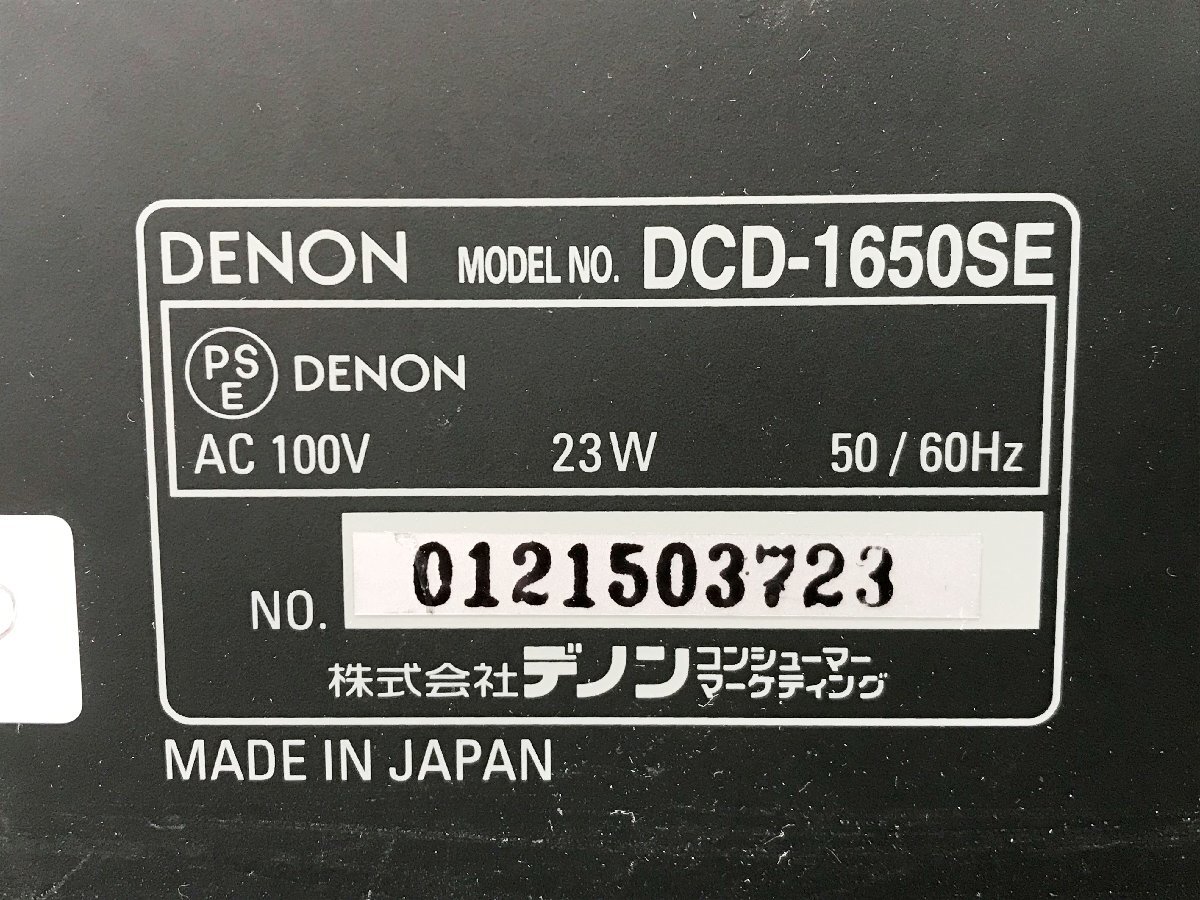 DENON MODEL NO. DCD-1650SE
PSE DENON
AC 100V 23W 50 / 60Hz
NO. 0121503723
株式会社デノン コンシューマー
マーケティング
MADE IN JAPAN